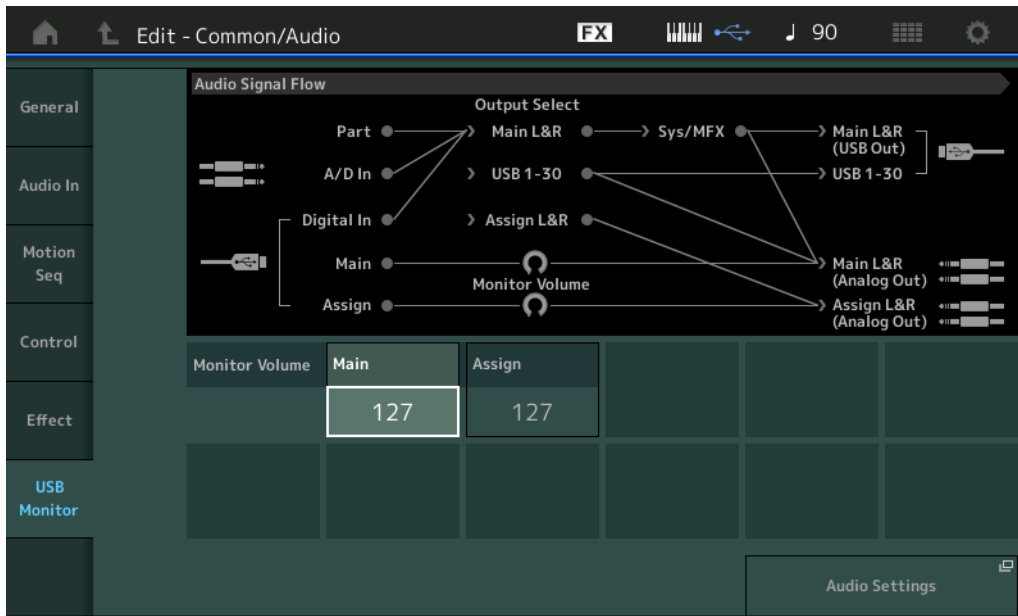 Edit - Common/Audio
FX
90
General
Audio In
Motion
Seq
Control
Effect
USB
Monitor
Audio Signal Flow
Output Select
Part
Main L&R
Sys/MFX
Main L&R
(USB Out)
A/D In
USB 1-30
USB 1-30
Digital In
Assign L&R
Main
Monitor Volume
Main L&R
(Analog Out)
Assign
Assign L&R
(Analog Out)
Monitor Volume
Main
Assign
127
127
Audio Settings